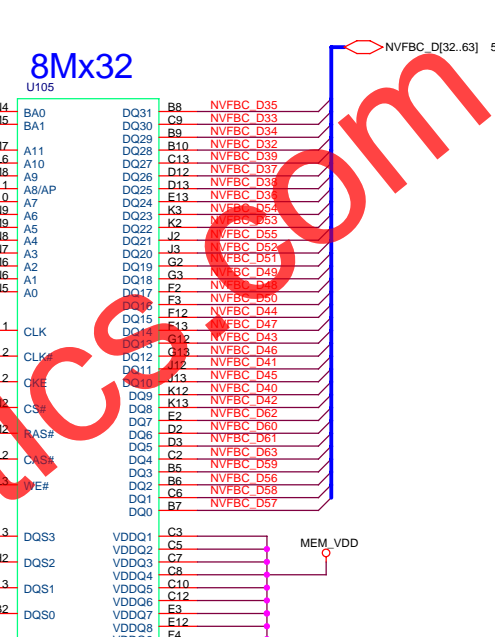 NVFBC_D[32..63]
8Mx32
U105
BA0 DQ31 B8 NVFBC_D35
BA1 DQ30 C9 NVFBC_D33
DQ29 B9 NVFBC_D34
A11 DQ28 B10 NVFBC_D32
A10 DQ27 C13 NVFBC_D39
A9 DQ26 D12 NVFBC_D37
A8/AP DQ25 D13 NVFBC_D38
A7 DQ24 E13 NVFBC_D36
A6 DQ23 K3 NVFBC_D54
A5 DQ22 K2 NVFBC_D53
A4 DQ21 J2 NVFBC_D55
A3 DQ20 J3 NVFBC_D52
A2 DQ19 G2 NVFBC_D51
A1 DQ18 G3 NVFBC_D49
A0 DQ17 F2 NVFBC_D48
DQ16 F3 NVFBC_D50
DQ15 F12 NVFBC_D44
CLK DQ14 F13 NVFBC_D47
DQ13 G12 NVFBC_D43
CLK# DQ12 G13 NVFBC_D46
DQ11 J12 NVFBC_D41
CKE DQ10 J13 NVFBC_D45
DQ9 K12 NVFBC_D40
CS# DQ8 K13 NVFBC_D42
DQ7 E2 NVFBC_D62
RAS# DQ6 D2 NVFBC_D60
DQ5 D3 NVFBC_D61
CAS# DQ4 C2 NVFBC_D63
DQ3 B5 NVFBC_D59
WE# DQ2 B6 NVFBC_D56
DQ1 C6 NVFBC_D58
DQ0 B7 NVFBC_D57
DQS3 VDDQ1 C3
VDDQ2 C5 MEM_VDD
DQS2 VDDQ3 C7
VDDQ4 C8
DQS1 VDDQ5 C10
VDDQ6 C12
DQS0 VDDQ7 E3
VDDQ8 E12
ics.com